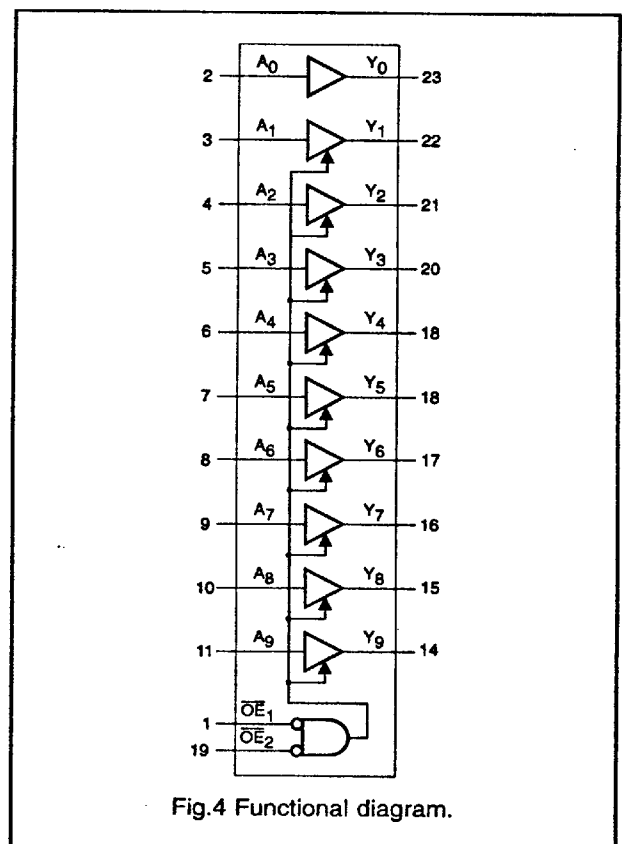 2 A0 Y0 23
3 A1 Y1 22
4 A2 Y2 21
5 A3 Y3 20
6 A4 Y4 18
7 A5 Y5 18
8 A6 Y6 17
9 A7 Y7 16
10 A8 Y8 15
11 A9 Y9 14
1 O̅E̅1
19 O̅E̅2
Fig.4 Functional diagram.